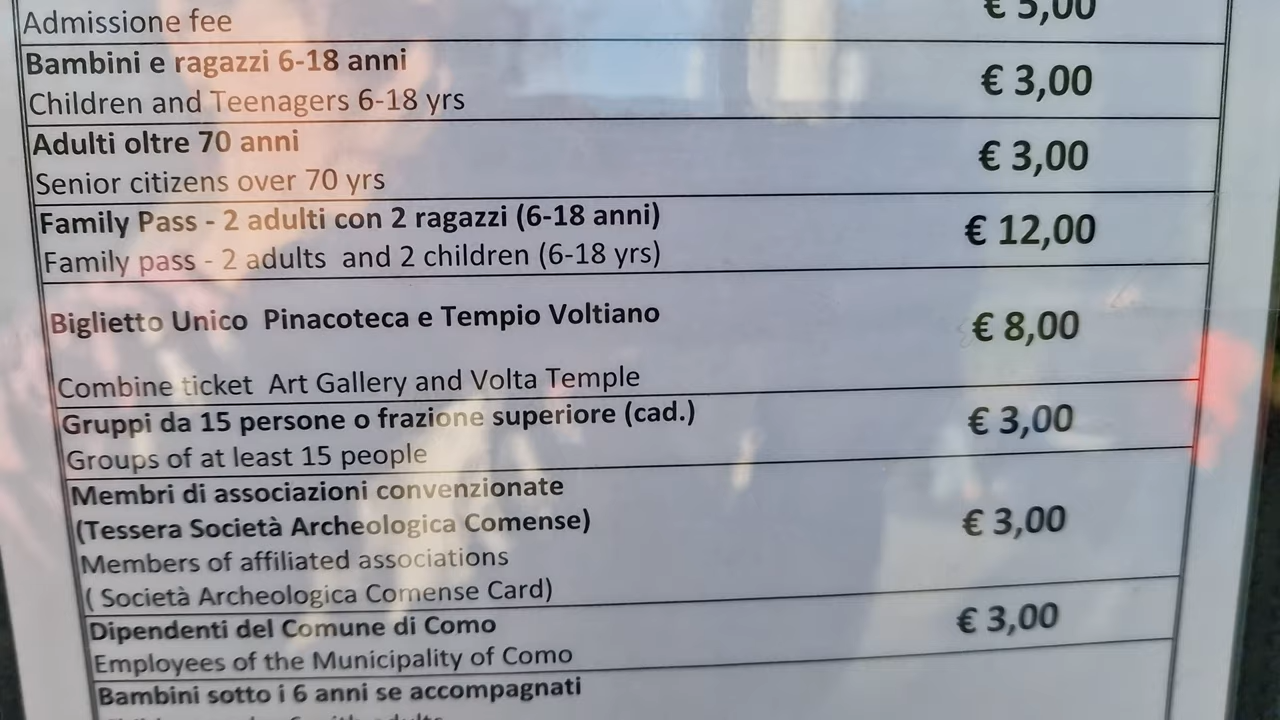 Admissione fee
€ 5,00
Bambini e ragazzi 6-18 anni
Children and Teenagers 6-18 yrs
€ 3,00
Adulti oltre 70 anni
Senior citizens over 70 yrs
€ 3,00
Family Pass - 2 adulti con 2 ragazzi (6-18 anni)
Family pass - 2 adults and 2 children (6-18 yrs)
€ 12,00
Biglietto Unico Pinacoteca e Tempio Voltiano
€ 8,00
Combine ticket Art Gallery and Volta Temple
Gruppi da 15 persone o frazione superiore (cad.)
Groups of at least 15 people
€ 3,00
Membri di associazioni convenzionate
(Tessera Società Archeologica Comense)
€ 3,00
Members of affiliated associations
( Società Archeologica Comense Card)
Dipendenti del Comune di Como
Employees of the Municipality of Como
€ 3,00
Bambini sotto i 6 anni se accompagnati